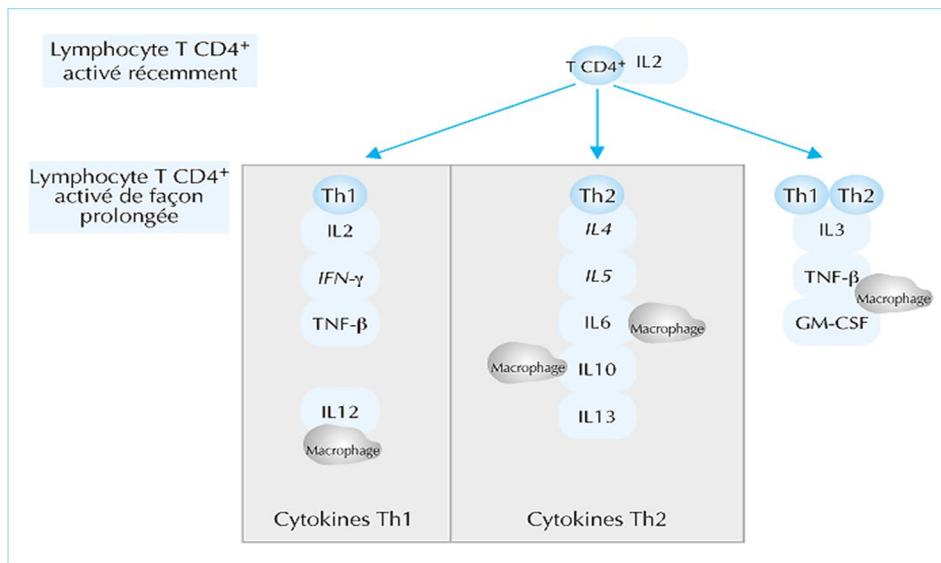 Lymphocyte T CD4+
activé récemment
T CD4+
IL2
Lymphocyte T CD4+
activé de façon
prolongée
Th1
IL2
IFN-γ
TNF-β
IL12
Macrophage
Cytokines Th1
Th2
IL4
IL5
IL6
Macrophage
Macrophage
IL10
IL13
Cytokines Th2
Th1
Th2
IL3
TNF-β
Macrophage
GM-CSF